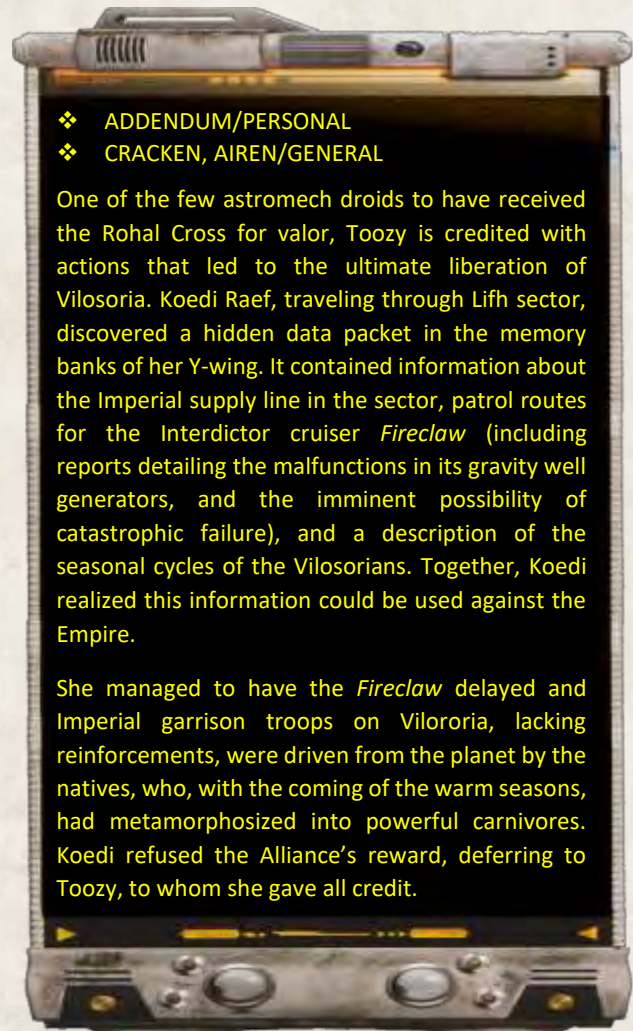 ❖ ADDENDUM/PERSONAL
❖ CRACKEN, AIREN/GENERAL
One of the few astromech droids to have received
the Rohal Cross for valor, Toozy is credited with
actions that led to the ultimate liberation of
Vilosoria. Koedi Raef, traveling through Lifh sector,
discovered a hidden data packet in the memory
banks of her Y-wing. It contained information about
the Imperial supply line in the sector, patrol routes
for the Interdictor cruiser Fireclaw (including
reports detailing the malfunctions in its gravity well
generators, and the imminent possibility of
catastrophic failure), and a description of the
seasonal cycles of the Vilosorians. Together, Koedi
realized this information could be used against the
Empire.
She managed to have the Fireclaw delayed and
Imperial garrison troops on Vilororia, lacking
reinforcements, were driven from the planet by the
natives, who, with the coming of the warm seasons,
had metamorphosized into powerful carnivores.
Koedi refused the Alliance’s reward, deferring to
Toozy, to whom she gave all credit.